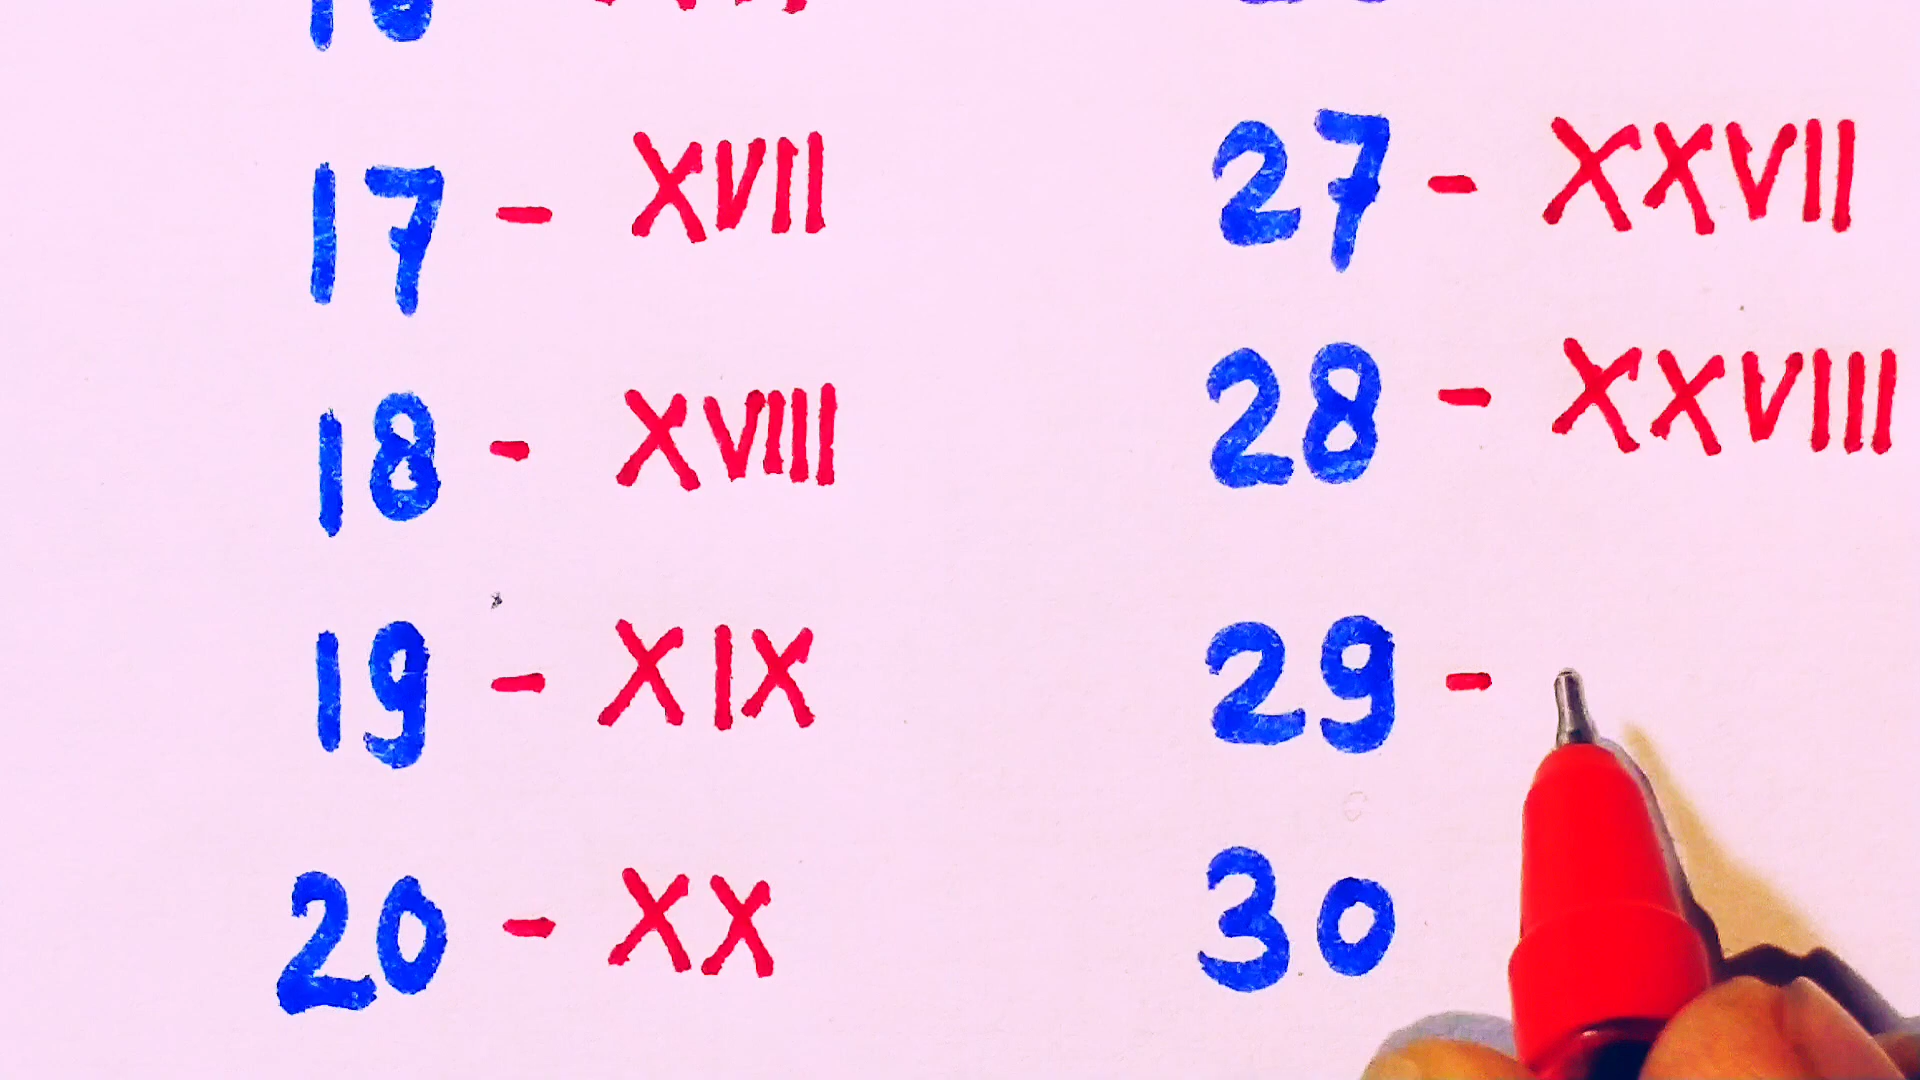 17 - XVII
18 - XVIII
19 - XIX
20 - XX
27 - XXVII
28 - XXVIII
29 -
30